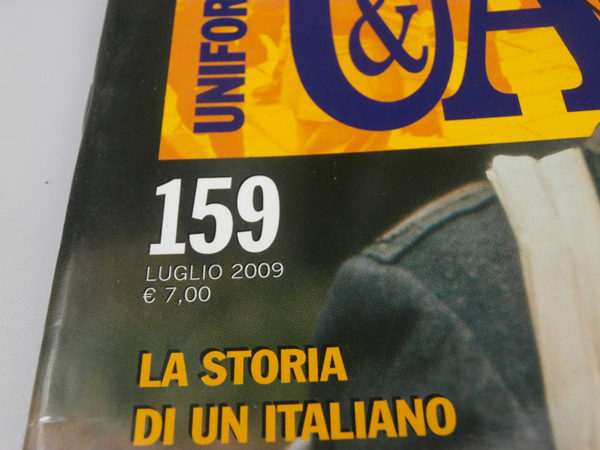 UNIFOR
U&A
159
LUGLIO 2009
€ 7,00
LA STORIA
DI UN ITALIANO